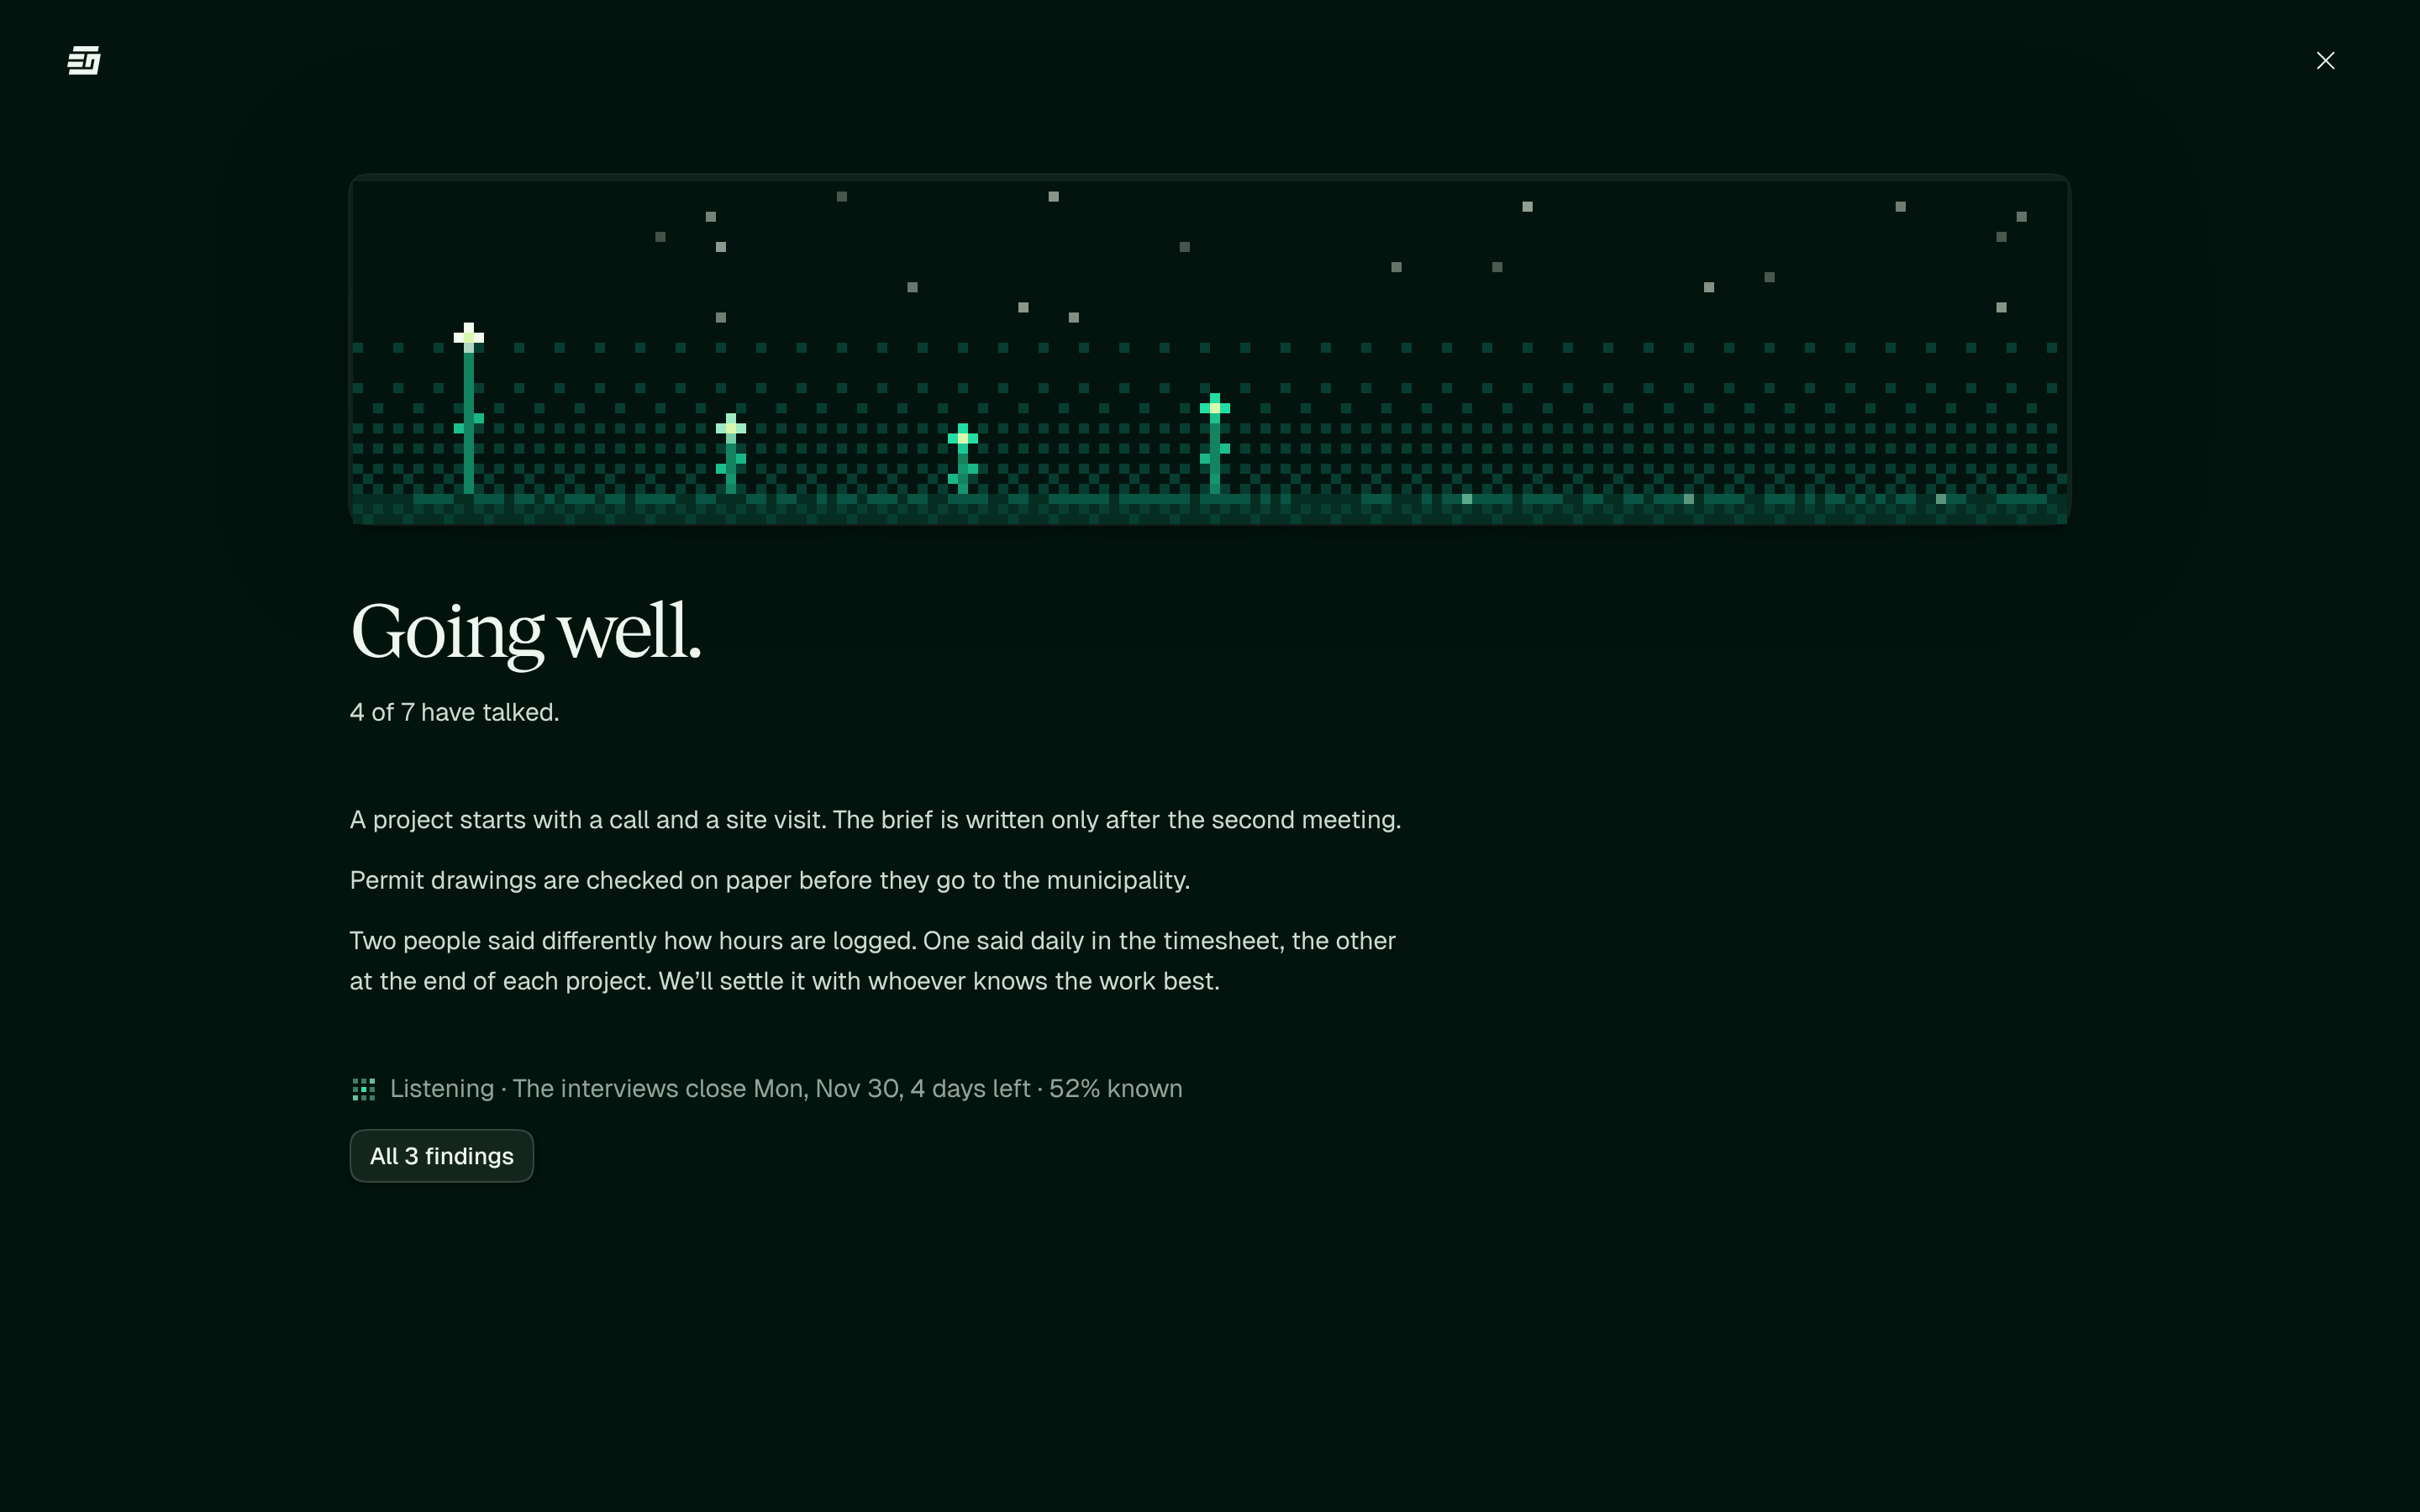 Going well.
4 of 7 have talked.
A project starts with a call and a site visit. The brief is written only after the second meeting.
Permit drawings are checked on paper before they go to the municipality.
Two people said differently how hours are logged. One said daily in the timesheet, the other
at the end of each project. We’ll settle it with whoever knows the work best.
Listening · The interviews close Mon, Nov 30, 4 days left · 52% known
All 3 findings